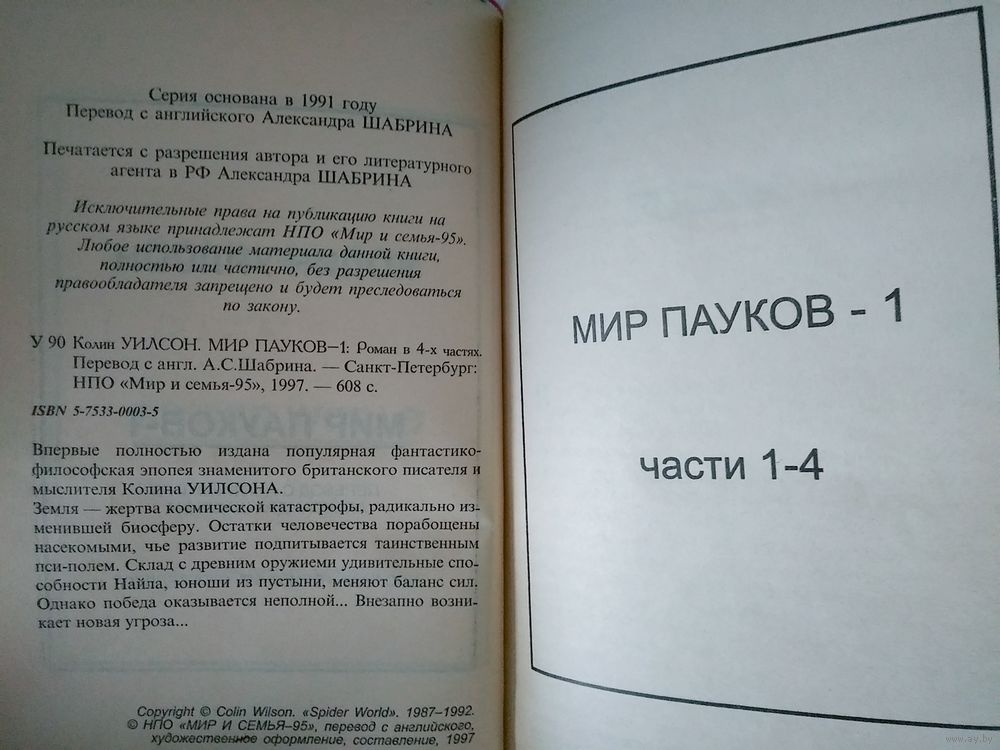 Серия основана в 1991 году
Перевод с английского Александра ШАБРИНА
Печатается с разрешения автора и его литературного
агента в РФ Александра ШАБРИНА
Исключительные права на публикацию книги на
русском языке принадлежат НПО «Мир и семья-95».
Любое использование материала данной книги,
полностью или частично, без разрешения
правообладателя запрещено и будет преследоваться
по закону.
У 90 Колин УИЛСОН. МИР ПАУКОВ–1: Роман в 4-х частях.
Перевод с англ. А.С.Шабрина. — Санкт-Петербург:
НПО «Мир и семья-95», 1997. — 608 с.
ISBN 5-7533-0003-5
Впервые полностью издана популярная фантастико-
философская эпопея знаменитого британского писателя и
мыслителя Колина УИЛСОНА.
Земля — жертва космической катастрофы, радикально из-
менившей биосферу. Остатки человечества порабощены
насекомыми, чье развитие подпитывается таинственным
пси-полем. Склад с древним оружиеми удивительные спо-
собности Найла, юноши из пустыни, меняют баланс сил.
Однако победа оказывается неполной... Внезапно возни-
кает новая угроза...
Copyright © Colin Wilson. «Spider World». 1987–1992.
© НПО «МИР И СЕМЬЯ–95», перевод с английского,
художественное оформление, составление, 1997
МИР ПАУКОВ - 1
части 1-4
www.ay.by